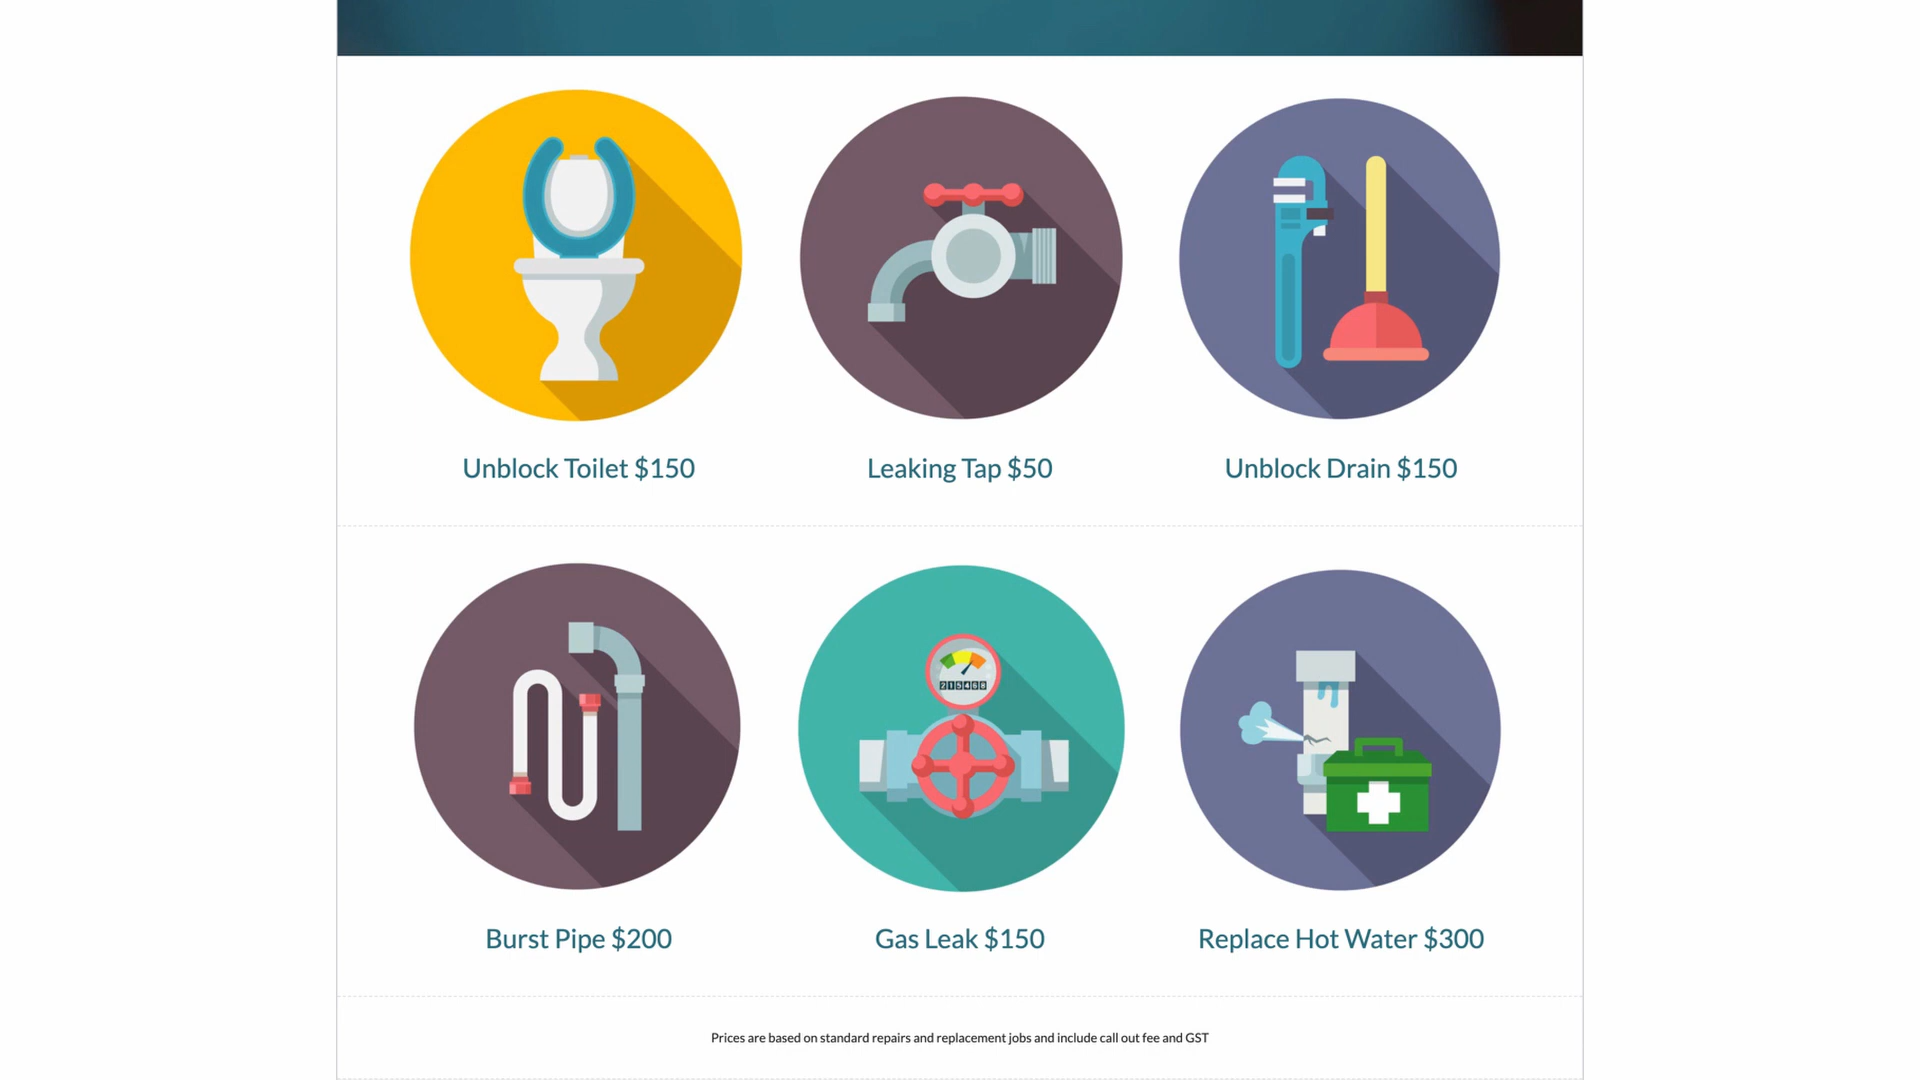 Unblock Toilet $150
Leaking Tap $50
Unblock Drain $150
215466
Burst Pipe $200
Gas Leak $150
Replace Hot Water $300
Prices are based on standard repairs and replacement jobs and include call out fee and GST